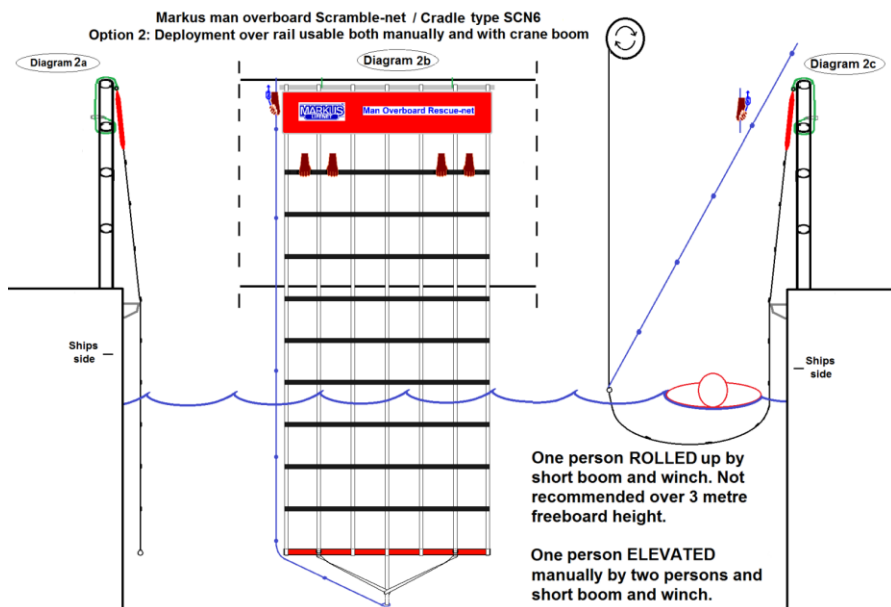 Markus man overboard Scramble-net / Cradle type SCN6
Option 2: Deployment over rail usable both manually and with crane boom
Diagram 2a
Diagram 2b
Diagram 2c
MARKUS
Man Overboard Rescue-net
Ships
side
Ships
side
One person ROLLED up by
short boom and winch. Not
recommended over 3 metre
freeboard height.
One person ELEVATED
manually by two persons and
short boom and winch.